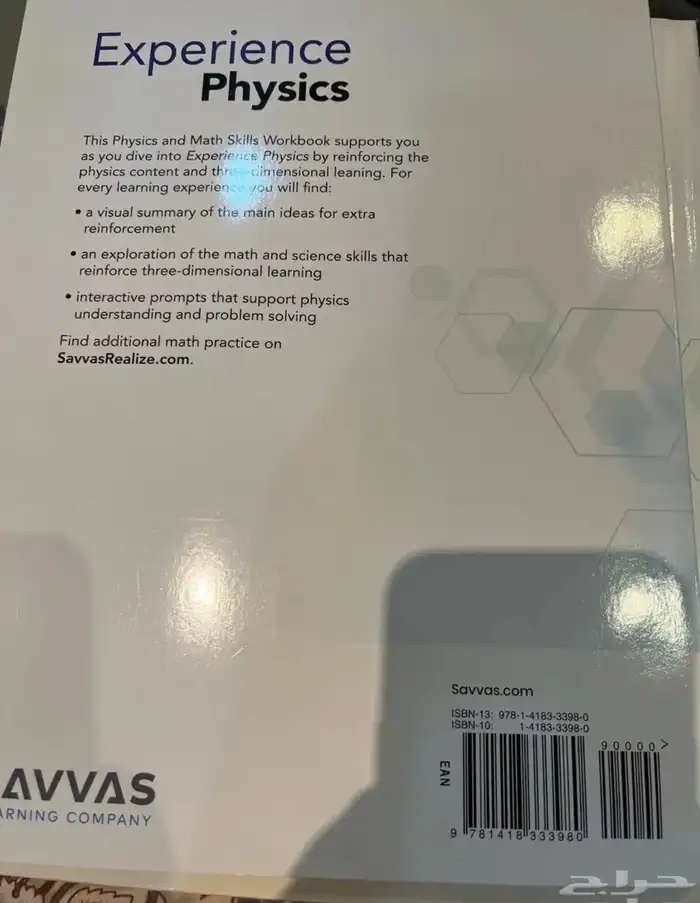 Experience
Physics
This Physics and Math Skills Workbook supports you
as you dive into Experience Physics by reinforcing the
physics content and three-dimensional leaning. For
every learning experience you will find:
• a visual summary of the main ideas for extra
reinforcement
• an exploration of the math and science skills that
reinforce three-dimensional learning
• interactive prompts that support physics
understanding and problem solving
Find additional math practice on
SavvasRealize.com.
Savvas.com
ISBN-13: 978-1-4183-3398-0
ISBN-10: 1-4183-3398-0
90000>
EAN
9 781418 333980
AVVAS
ARNING COMPANY
حراج